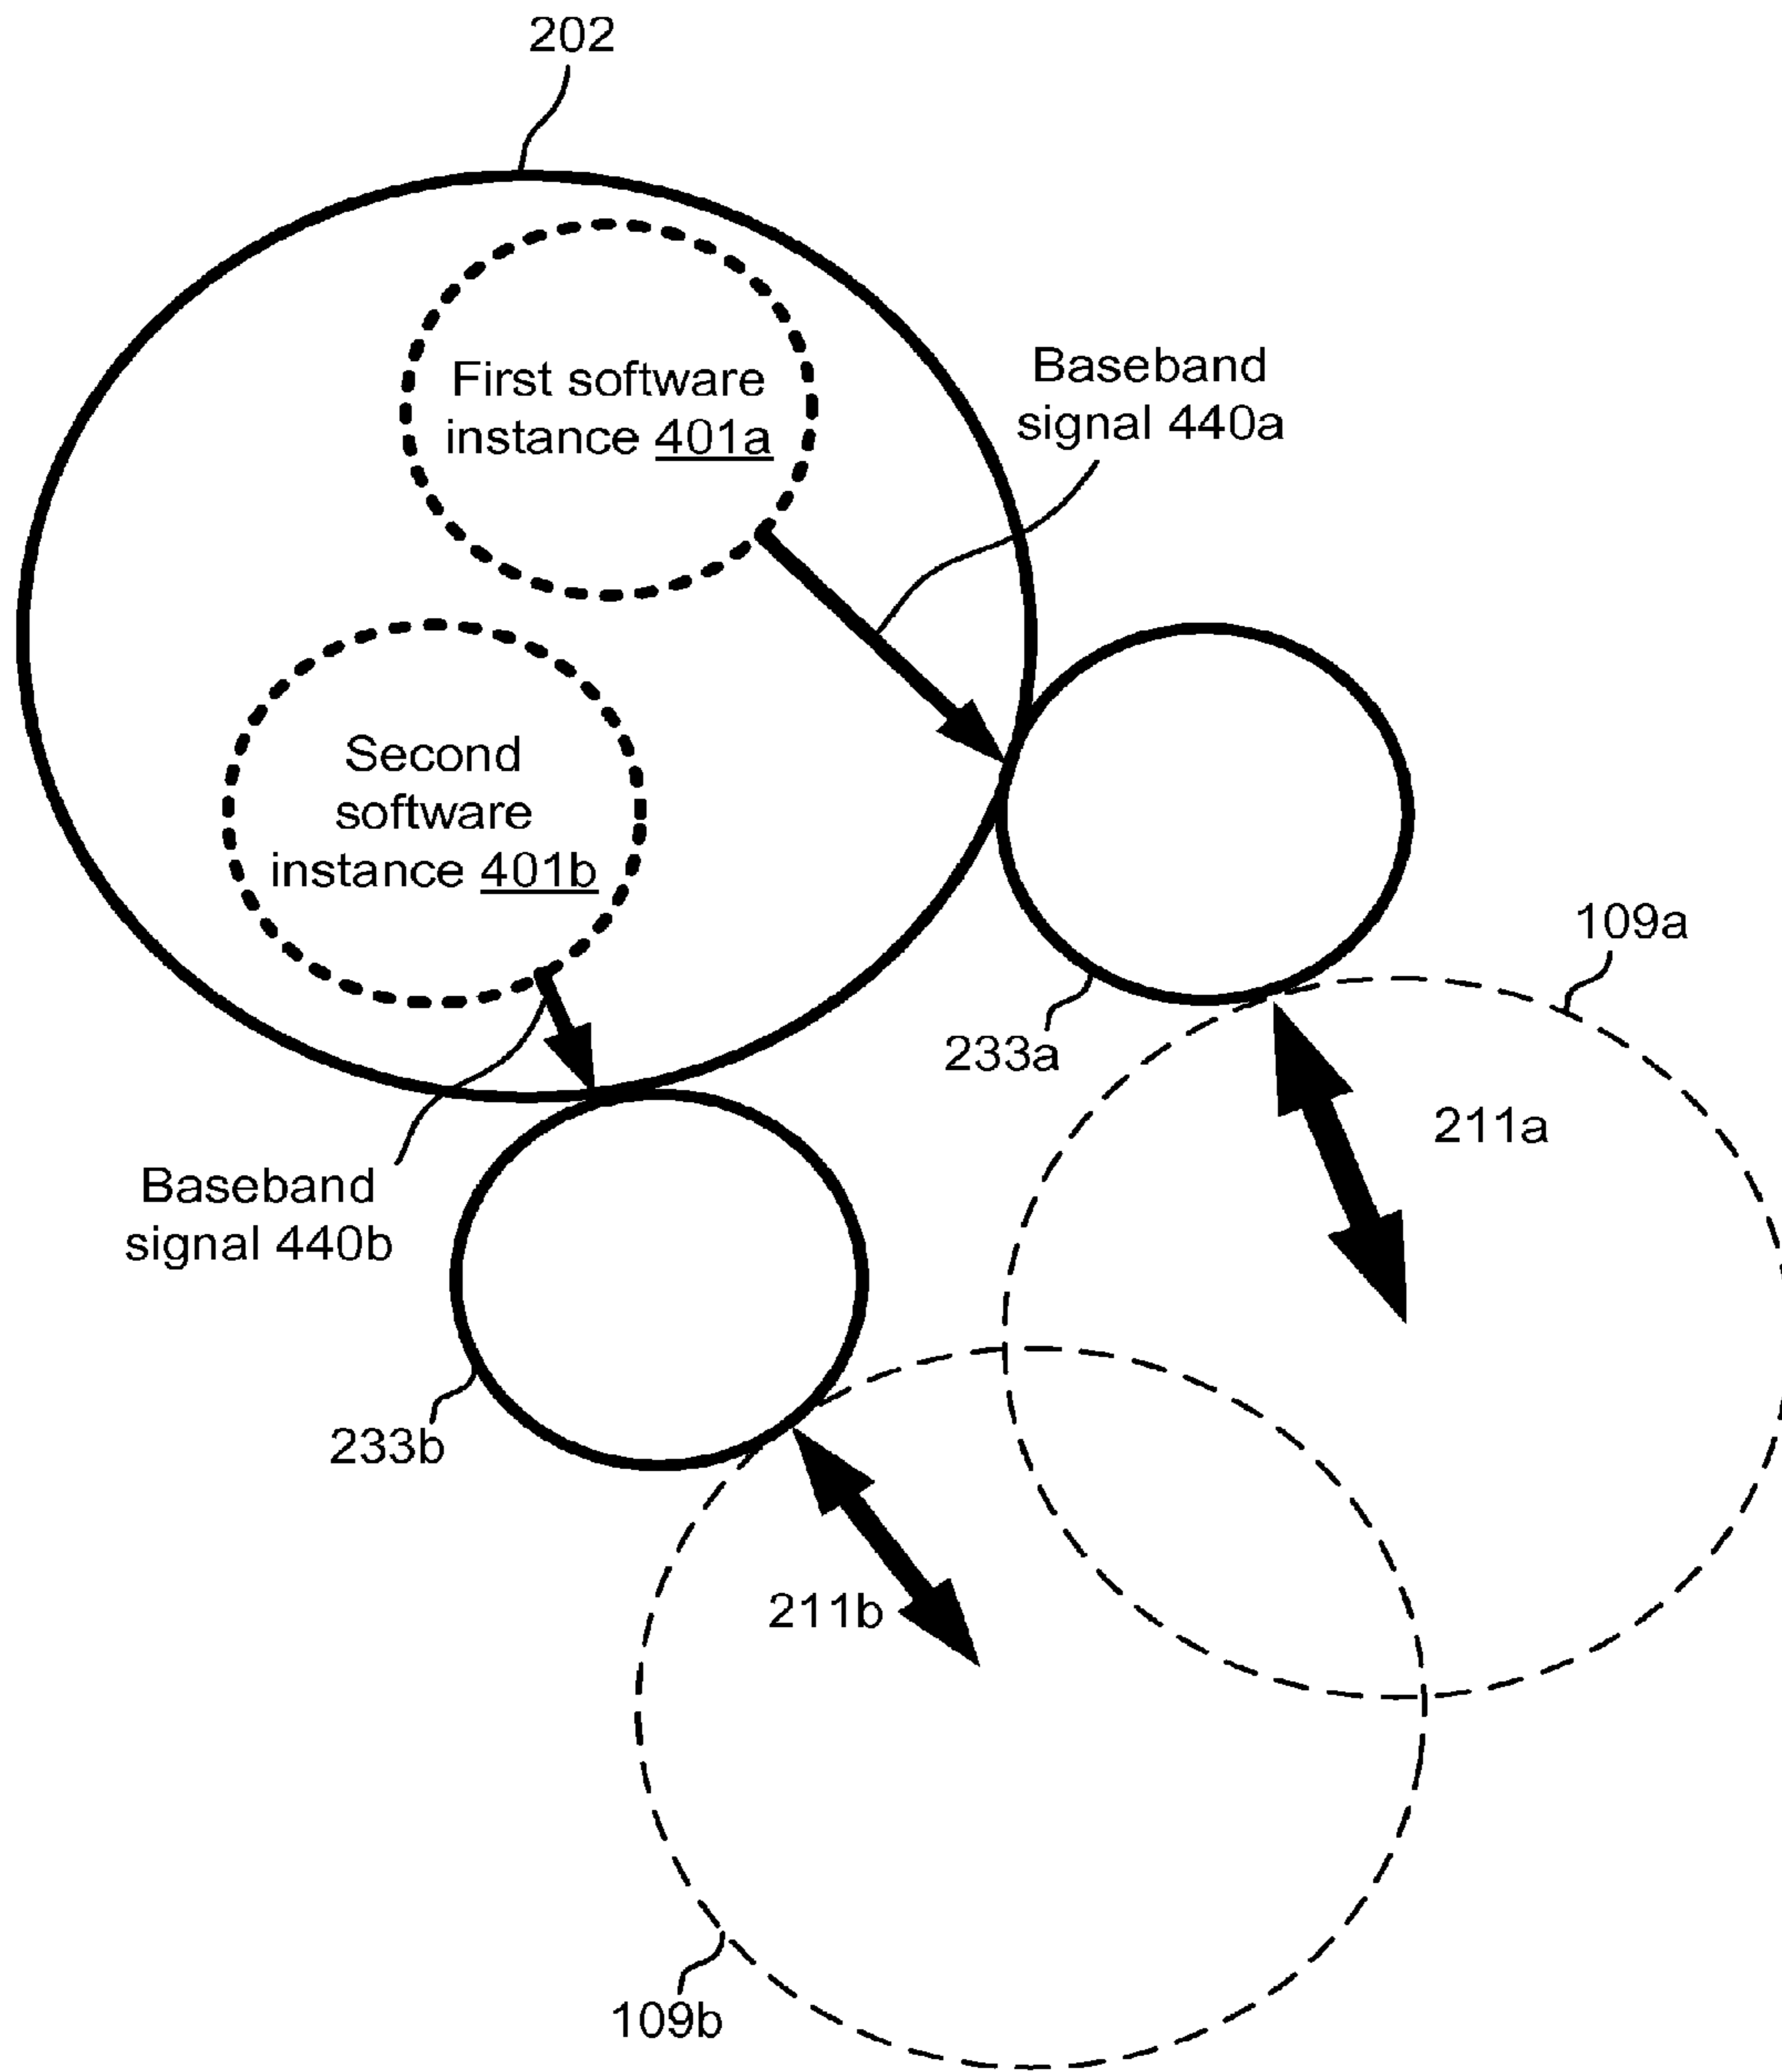 202
First software
instance 401a
Baseband
signal 440a
Second
software
instance 401b
109a
233a
211a
Baseband
signal 440b
233b
211b
109b